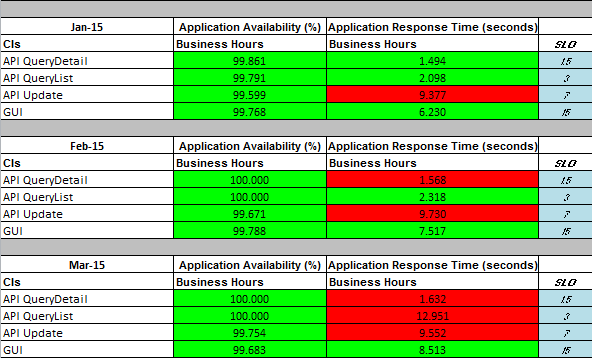 Jan-15 Application Availability (%) Application Response Time (seconds)
CIs Business Hours Business Hours SLO
API QueryDetail 99.861 1.494 1.5
API QueryList 99.791 2.098 3
API Update 99.599 9.377 7
GUI 99.768 6.230 15
Feb-15 Application Availability (%) Application Response Time (seconds)
CIs Business Hours Business Hours SLO
API QueryDetail 100.000 1.568 1.5
API QueryList 100.000 2.318 3
API Update 99.671 9.730 7
GUI 99.788 7.517 15
Mar-15 Application Availability (%) Application Response Time (seconds)
CIs Business Hours Business Hours SLO
API QueryDetail 100.000 1.632 1.5
API QueryList 100.000 12.951 3
API Update 99.754 9.552 7
GUI 99.683 8.513 15